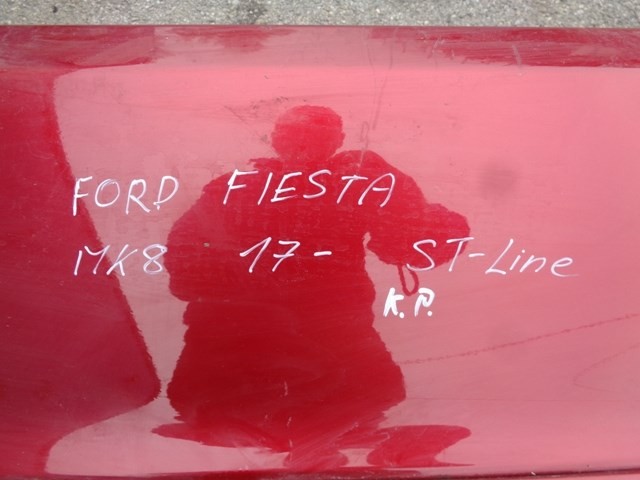 FORD FIESTA
MK8 17- ST-Line
K.P.